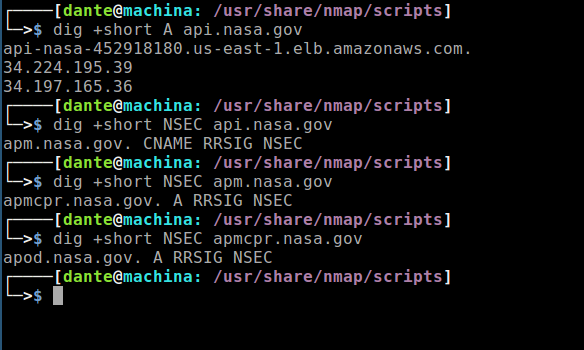 ┌────[dante@machina: /usr/share/nmap/scripts]
└─>$ dig +short A api.nasa.gov
api-nasa-452918180.us-east-1.elb.amazonaws.com.
34.224.195.39
34.197.165.36
┌────[dante@machina: /usr/share/nmap/scripts]
└─>$ dig +short NSEC api.nasa.gov
apm.nasa.gov. CNAME RRSIG NSEC
┌────[dante@machina: /usr/share/nmap/scripts]
└─>$ dig +short NSEC apm.nasa.gov
apmcpr.nasa.gov. A RRSIG NSEC
┌────[dante@machina: /usr/share/nmap/scripts]
└─>$ dig +short NSEC apmcpr.nasa.gov
apod.nasa.gov. A RRSIG NSEC
┌────[dante@machina: /usr/share/nmap/scripts]
└─>$